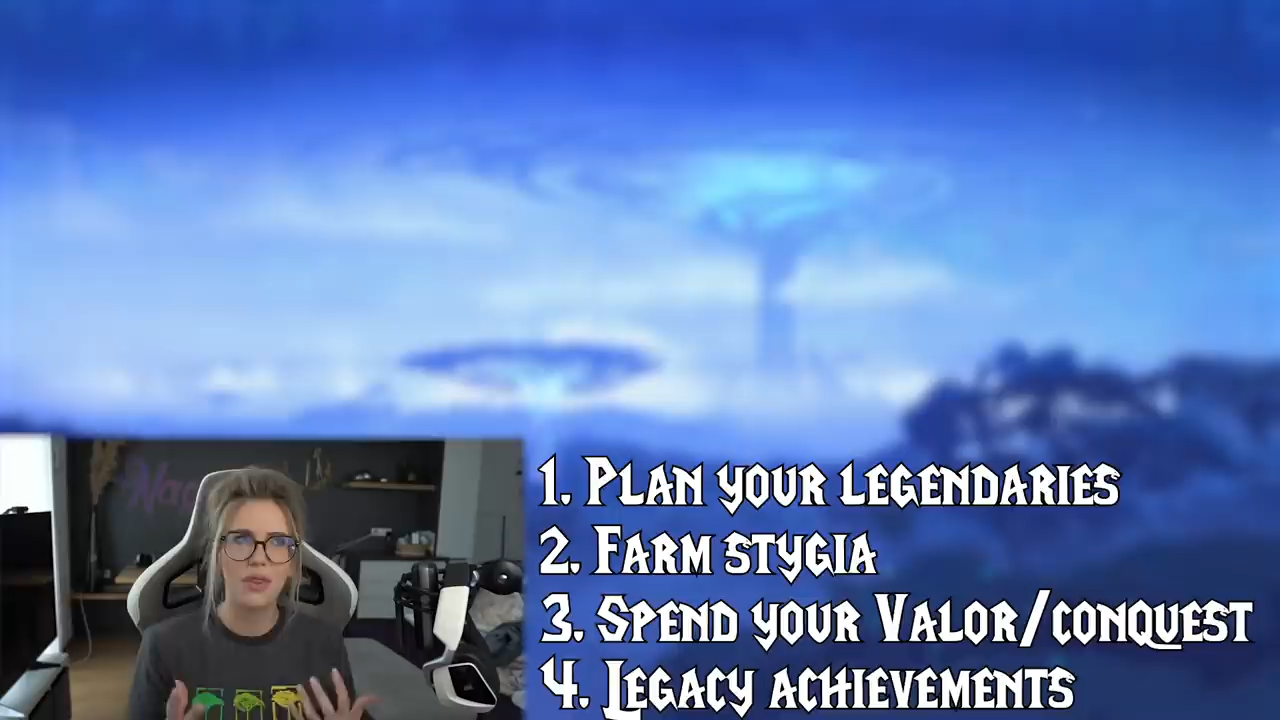 1. Plan your legendaries
2. Farm stygia
3. Spend your Valor/conquest
4. Legacy achievements